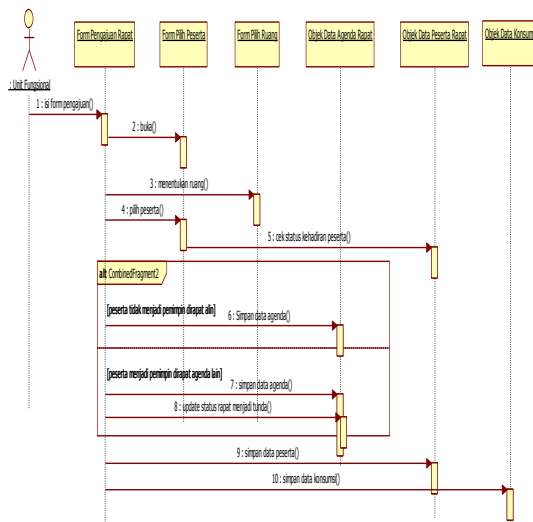 Form Pengajuan Rapat
Form Pilih Peserta
Form Pilih Ruang
Objek Data Agenda Rapat
Objek Data Peserta Rapat
Objek Data Konsum
: Unit Fungsional
1 : isi form pengajuan()
2 : buka()
3 : menentukan ruang()
4 : pilih peserta()
5 : cek status kehadiran peserta()
alt CombinedFragment2
[peserta tidak menjadi pemimpin dirapat alin]
6 : Simpan data agenda()
[peserta menjadi pemimpin dirapat agenda lain]
7 : simpan data agenda()
8 : update status rapat menjadi tunda()
9 : simpan data peserta()
10 : simpan data konsumsi()